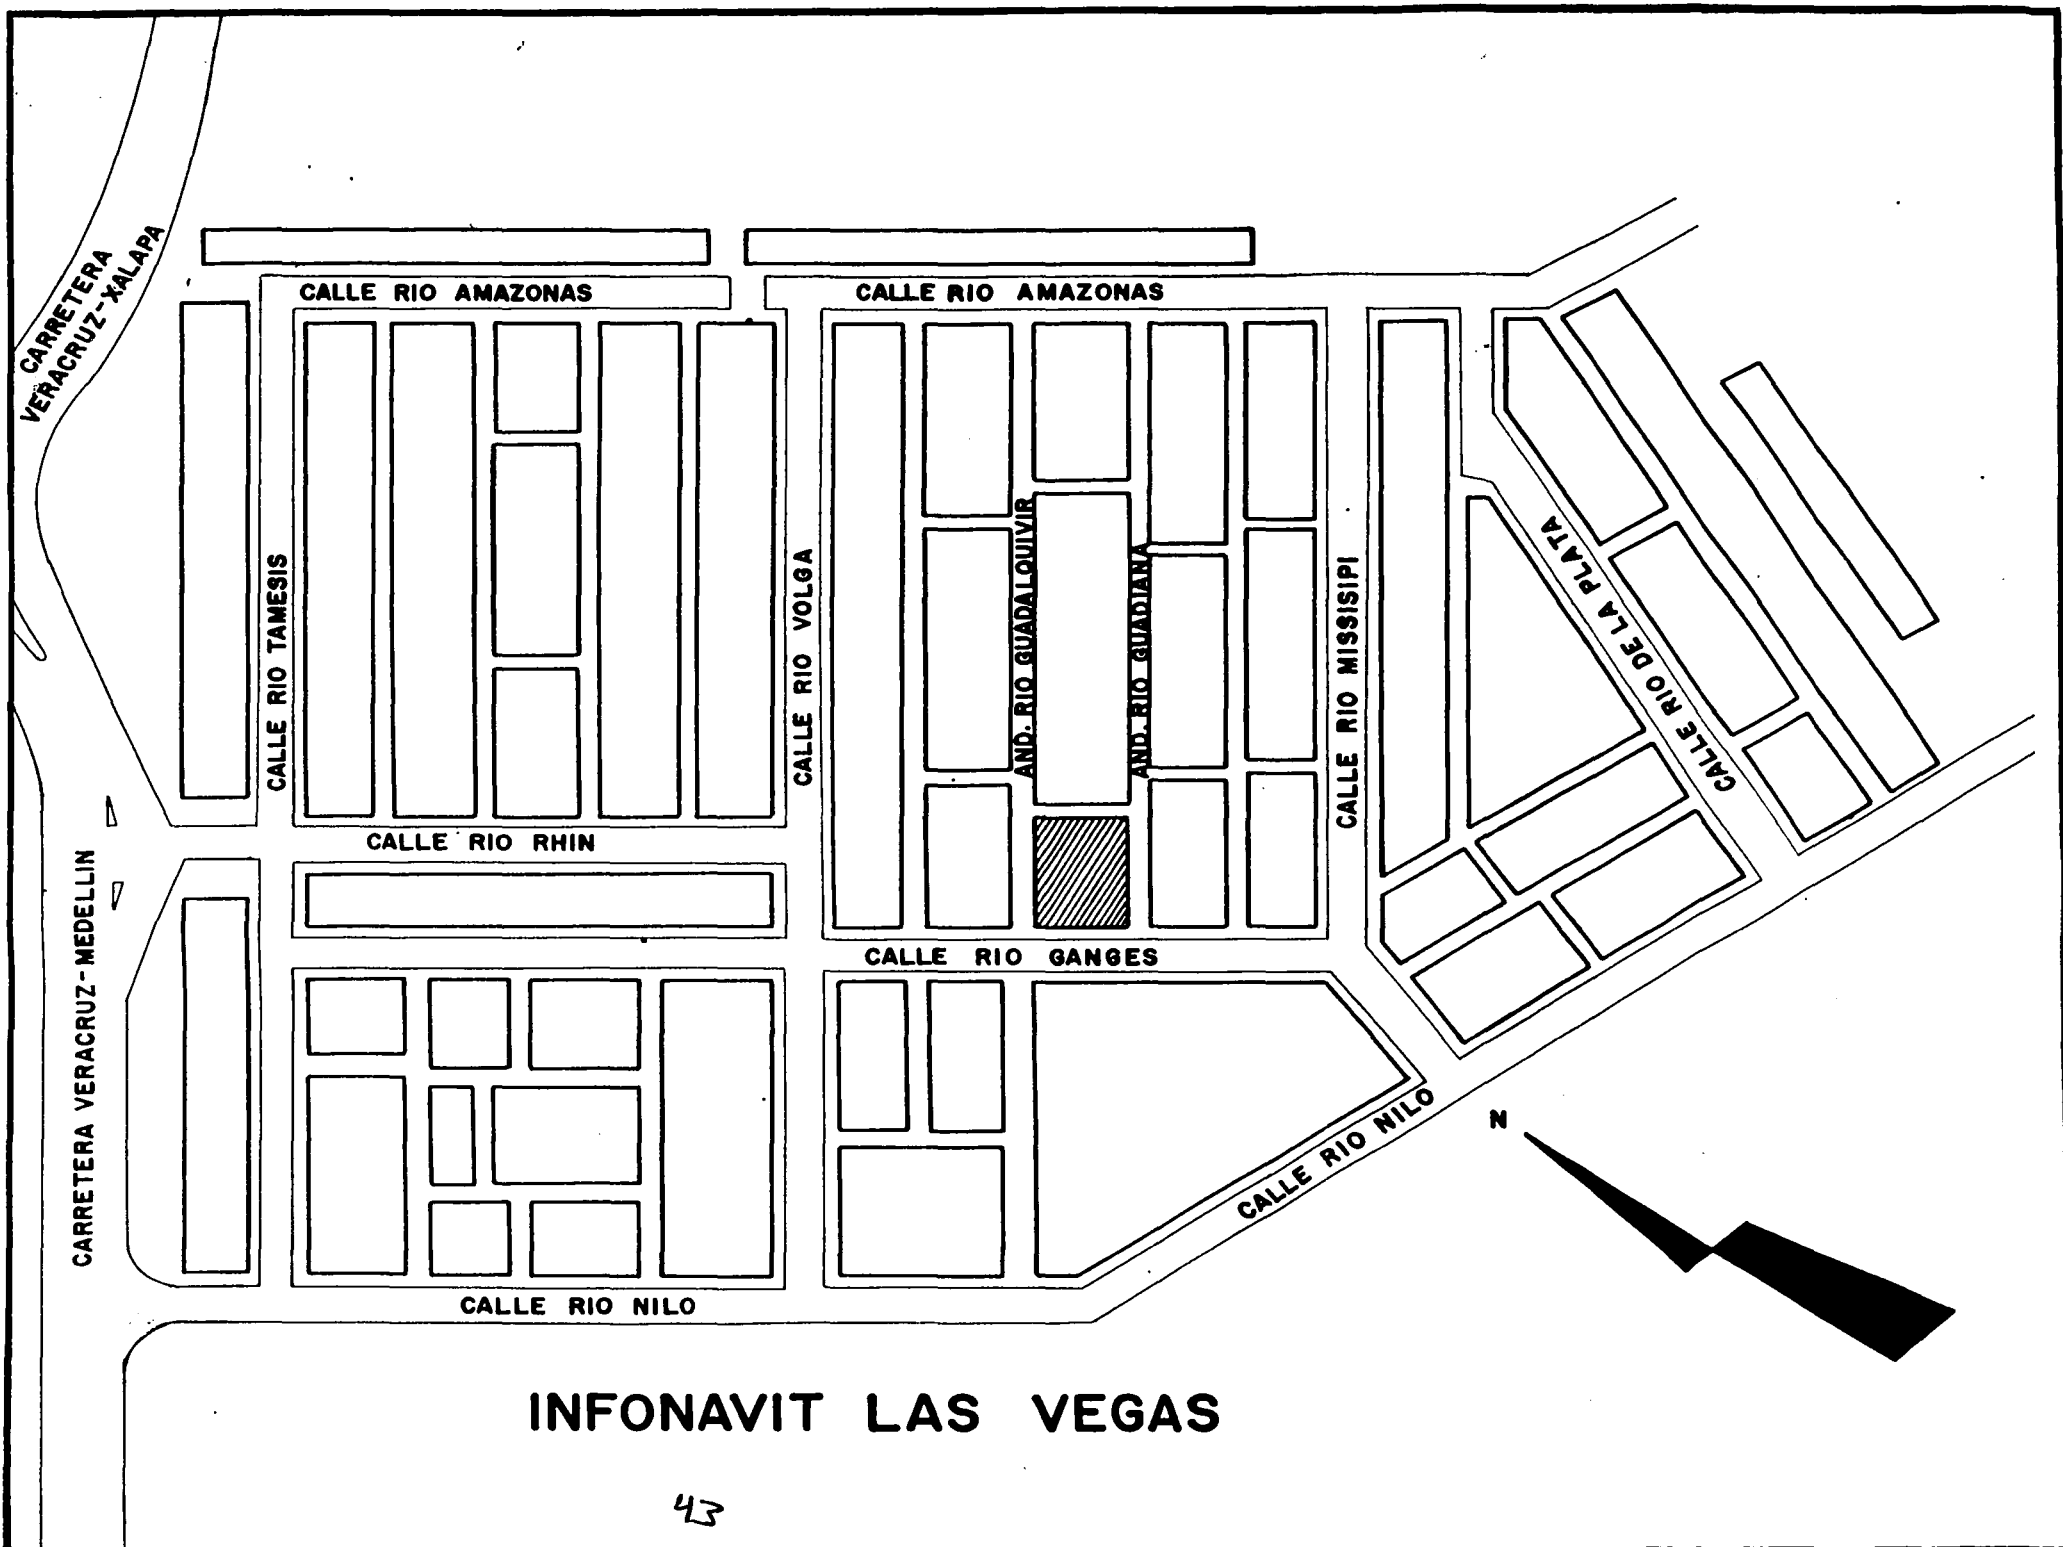 CARRETERA
VERACRUZ-XALAPA
CALLE RIO AMAZONAS
CALLE RIO AMAZONAS
CALLE RIO TAMESIS
CALLE RIO VOLGA
AND. RIO GUADALQUIVIR
AND. RIO GUADIANA
CALLE RIO MISSISIPI
CALLE RIO DE LA PLATA
CALLE RIO RHIN
CARRETERA VERACRUZ-MEDELLIN
CALLE RIO GANGES
CALLE RIO NILO
N
CALLE RIO NILO
INFONAVIT LAS VEGAS
43